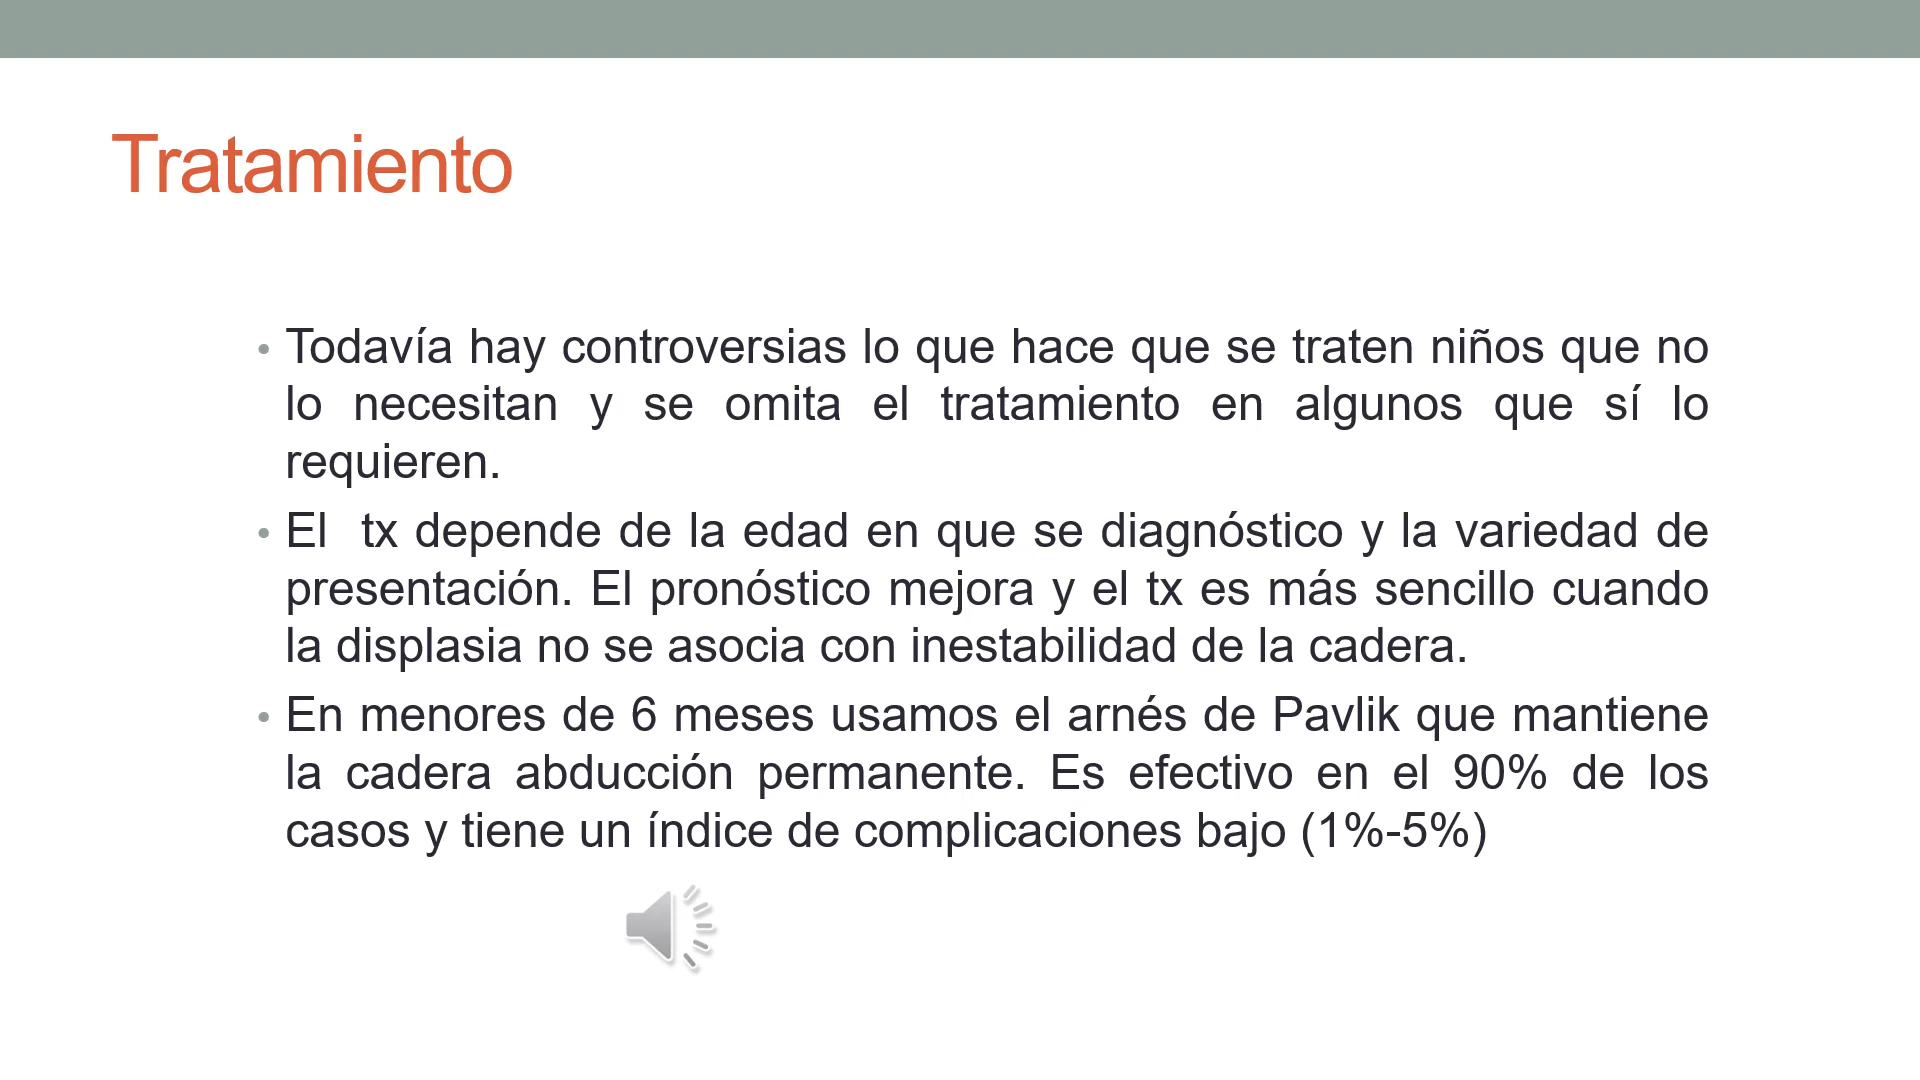 Tratamiento
• Todavía hay controversias lo que hace que se traten niños que no
lo necesitan y se omita el tratamiento en algunos que sí lo
requieren.
• El  tx depende de la edad en que se diagnóstico y la variedad de
presentación. El pronóstico mejora y el tx es más sencillo cuando
la displasia no se asocia con inestabilidad de la cadera.
• En menores de 6 meses usamos el arnés de Pavlik que mantiene
la cadera abducción permanente. Es efectivo en el 90% de los
casos y tiene un índice de complicaciones bajo (1%-5%)